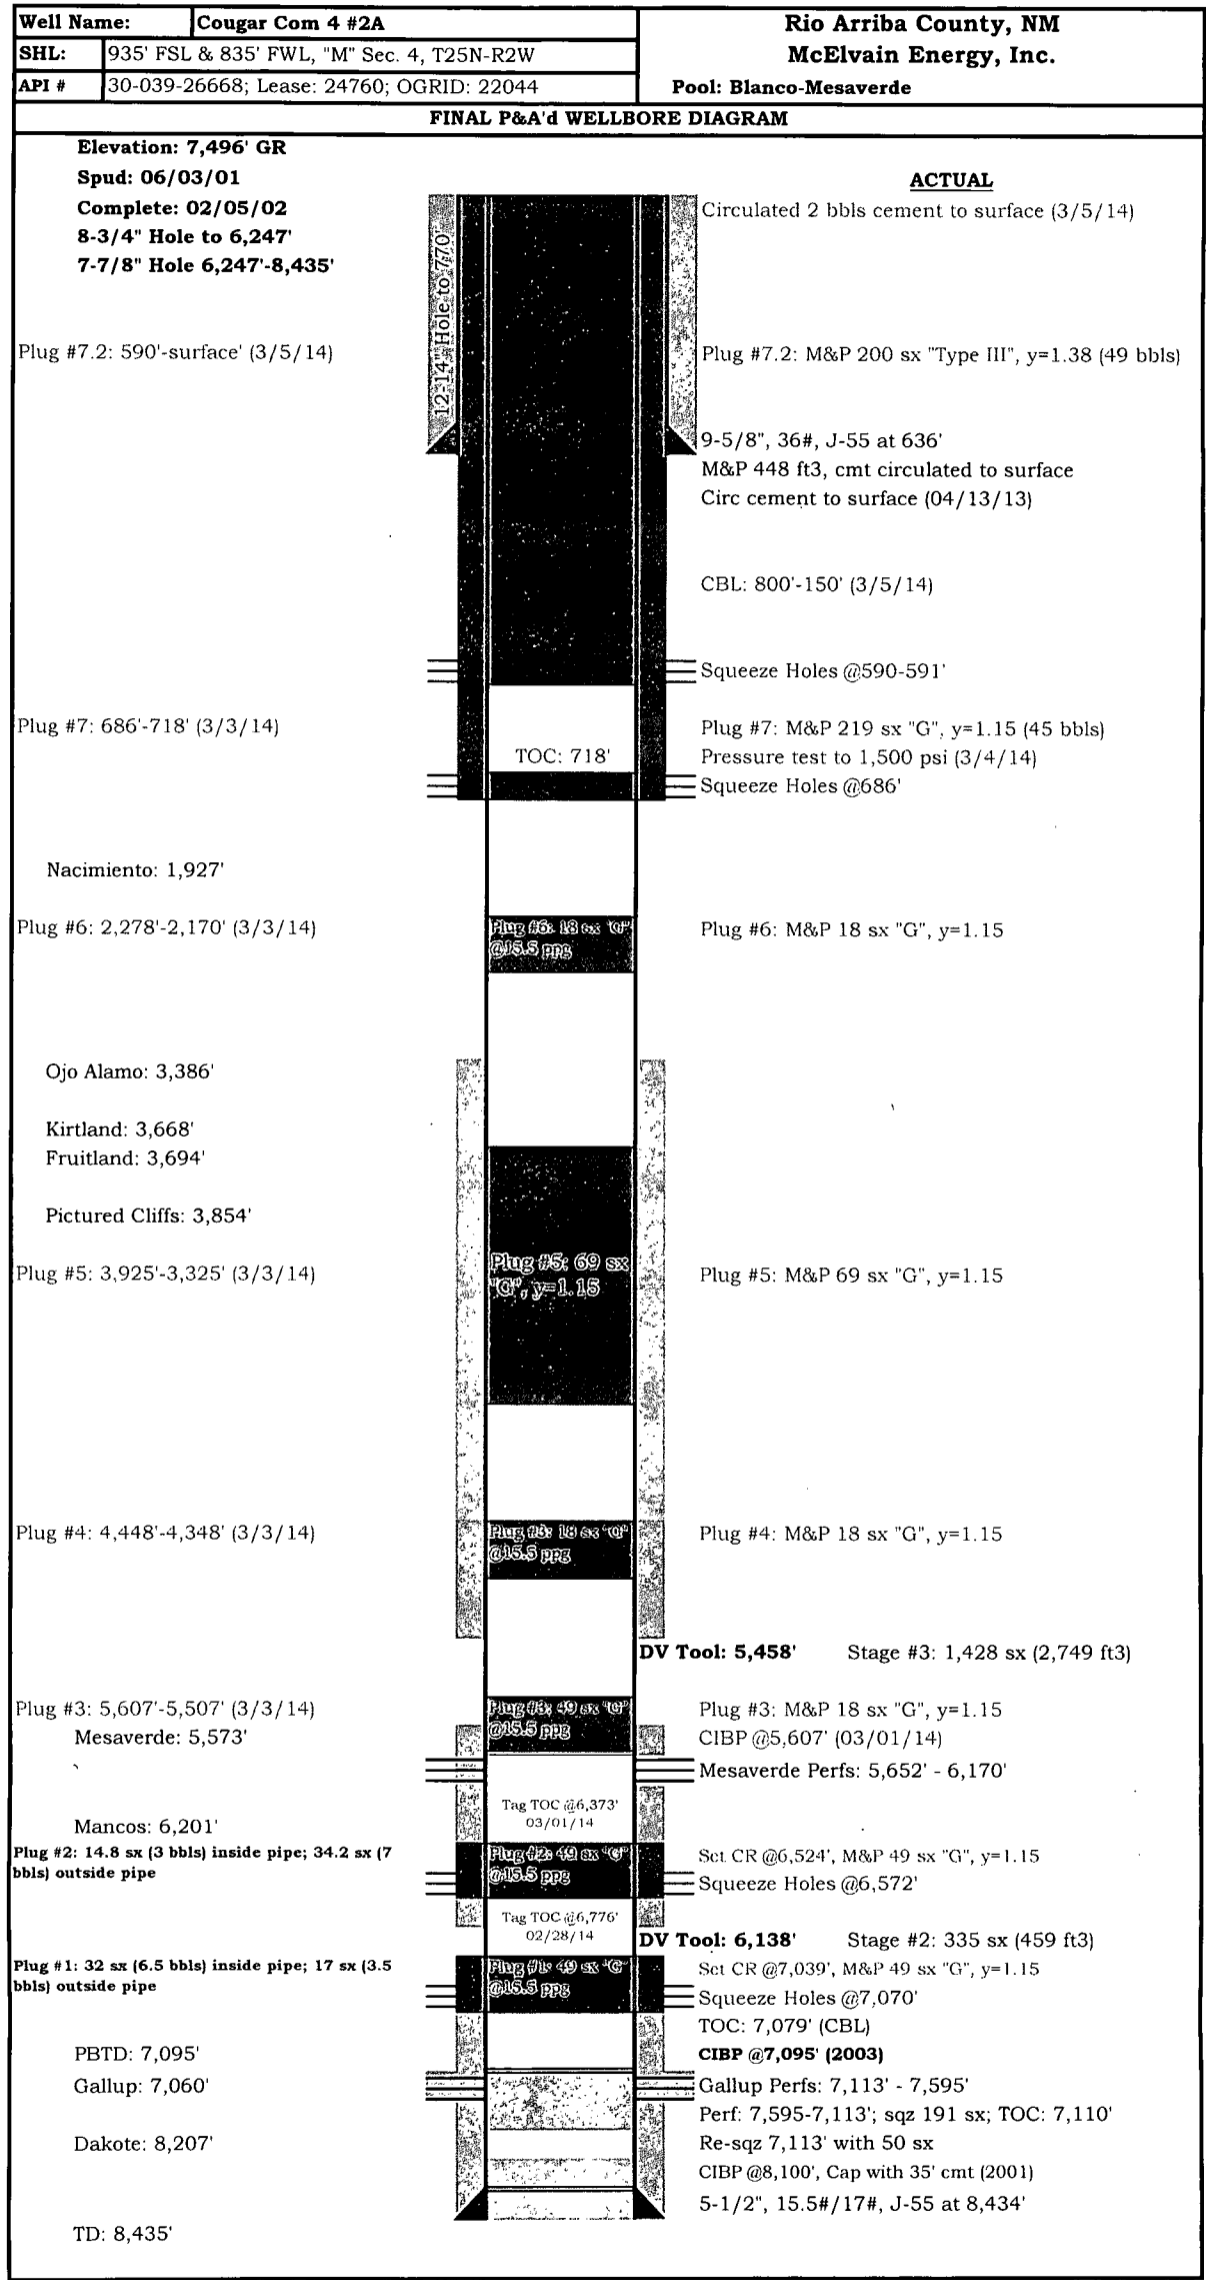 Well Name: Cougar Com 4 #2A
Rio Arriba County, NM
SHL: 935' FSL & 835' FWL, "M" Sec. 4, T25N-R2W
McElvain Energy, Inc.
API # 30-039-26668; Lease: 24760; OGRID: 22044
Pool: Blanco-Mesaverde
FINAL P&A'd WELLBORE DIAGRAM
Elevation: 7,496' GR
Spud: 06/03/01
ACTUAL
Complete: 02/05/02
Circulated 2 bbls cement to surface (3/5/14)
8-3/4" Hole to 6,247'
7-7/8" Hole 6,247'-8,435'
12-14" Hole to 770'
Plug #7.2: 590'-surface' (3/5/14)
Plug #7.2: M&P 200 sx "Type III", y=1.38 (49 bbls)
9-5/8", 36#, J-55 at 636'
M&P 448 ft3, cmt circulated to surface
Circ cement to surface (04/13/13)
CBL: 800'-150' (3/5/14)
Squeeze Holes @590-591'
Plug #7: 686'-718' (3/3/14)
Plug #7: M&P 219 sx "G", y=1.15 (45 bbls)
TOC: 718'
Pressure test to 1,500 psi (3/4/14)
Squeeze Holes @686'
Nacimiento: 1,927'
Plug #6: 2,278'-2,170' (3/3/14)
Plug #6: 18 sx "G"
@15.5 ppg
Plug #6: M&P 18 sx "G", y=1.15
Ojo Alamo: 3,386'
Kirtland: 3,668'
Fruitland: 3,694'
Pictured Cliffs: 3,854'
Plug #5: 3,925'-3,325' (3/3/14)
Plug #5: 69 sx
"G", y=1.15
Plug #5: M&P 69 sx "G", y=1.15
Plug #4: 4,448'-4,348' (3/3/14)
Plug #3: 18 sx "G"
@15.5 ppg
Plug #4: M&P 18 sx "G", y=1.15
DV Tool: 5,458' Stage #3: 1,428 sx (2,749 ft3)
Plug #3: 5,607'-5,507' (3/3/14)
Plug #3: 49 sx "G"
@15.5 ppg
Plug #3: M&P 18 sx "G", y=1.15
Mesaverde: 5,573'
CIBP @5,607' (03/01/14)
Mesaverde Perfs: 5,652' - 6,170'
Tag TOC @6,373'
03/01/14
Mancos: 6,201'
Plug #2: 14.8 sx (3 bbls) inside pipe; 34.2 sx (7
bbls) outside pipe
Plug #2: 49 sx "G"
@15.5 ppg
Set CR @6,524', M&P 49 sx "G", y=1.15
Squeeze Holes @6,572'
Tag TOC @6,776'
02/28/14
DV Tool: 6,138' Stage #2: 335 sx (459 ft3)
Plug #1: 32 sx (6.5 bbls) inside pipe; 17 sx (3.5
bbls) outside pipe
Plug #1: 49 sx "G"
@15.5 ppg
Set CR @7,039', M&P 49 sx "G", y=1.15
Squeeze Holes @7,070'
TOC: 7,079' (CBL)
PBTD: 7,095'
CIBP @7,095' (2003)
Gallup: 7,060'
Gallup Perfs: 7,113' - 7,595'
Perf: 7,595-7,113'; sqz 191 sx; TOC: 7,110'
Dakote: 8,207'
Re-sqz 7,113' with 50 sx
CIBP @8,100', Cap with 35' cmt (2001)
5-1/2", 15.5#/17#, J-55 at 8,434'
TD: 8,435'